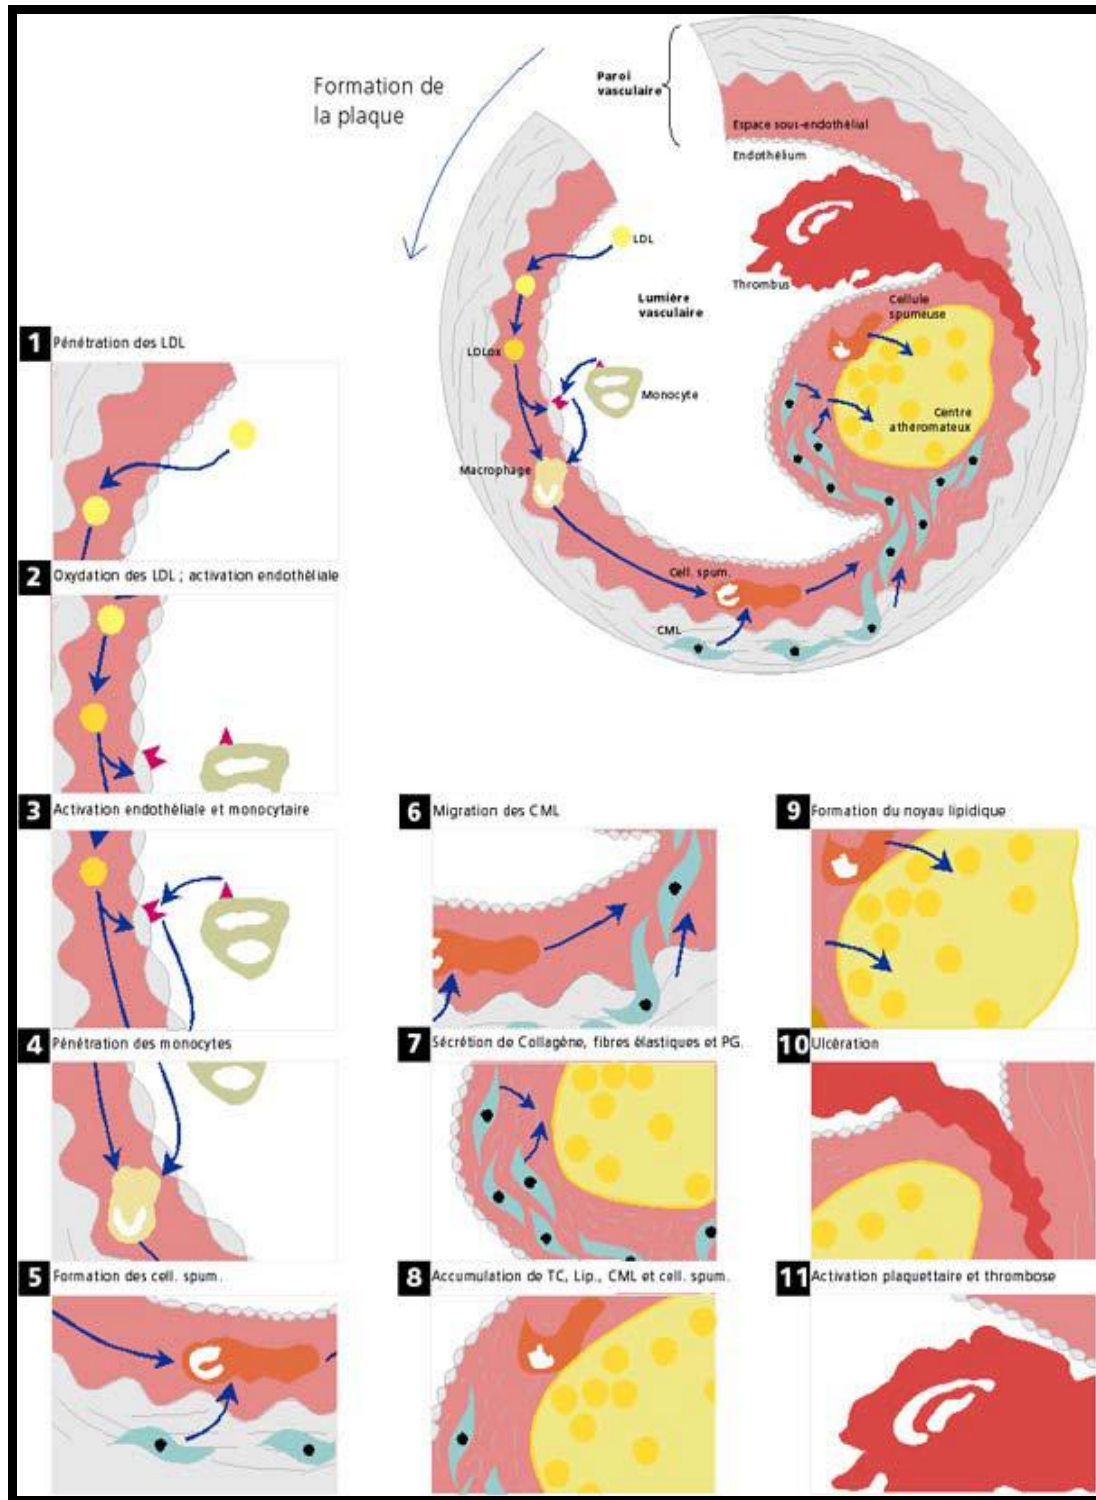 Formation de
la plaque
Paroi
vasculaire
Espace sous-endothélial
Endothélium
LDL
Thrombus
Lumière
vasculaire
Cellule
spumeuse
LDLox
Monocyte
Centre
athéromateux
Macrophage
Cell. spum.
CML
1 Pénétration des LDL
2 Oxydation des LDL ; activation endothéliale
3 Activation endothéliale et monocytaire
4 Pénétration des monocytes
5 Formation des cell. spum.
6 Migration des CML
7 Sécrétion de Collagène, fibres élastiques et PG.
8 Accumulation de TC, Lip., CML et cell. spum.
9 Formation du noyau lipidique
10 Ulcération
11 Activation plaquettaire et thrombose